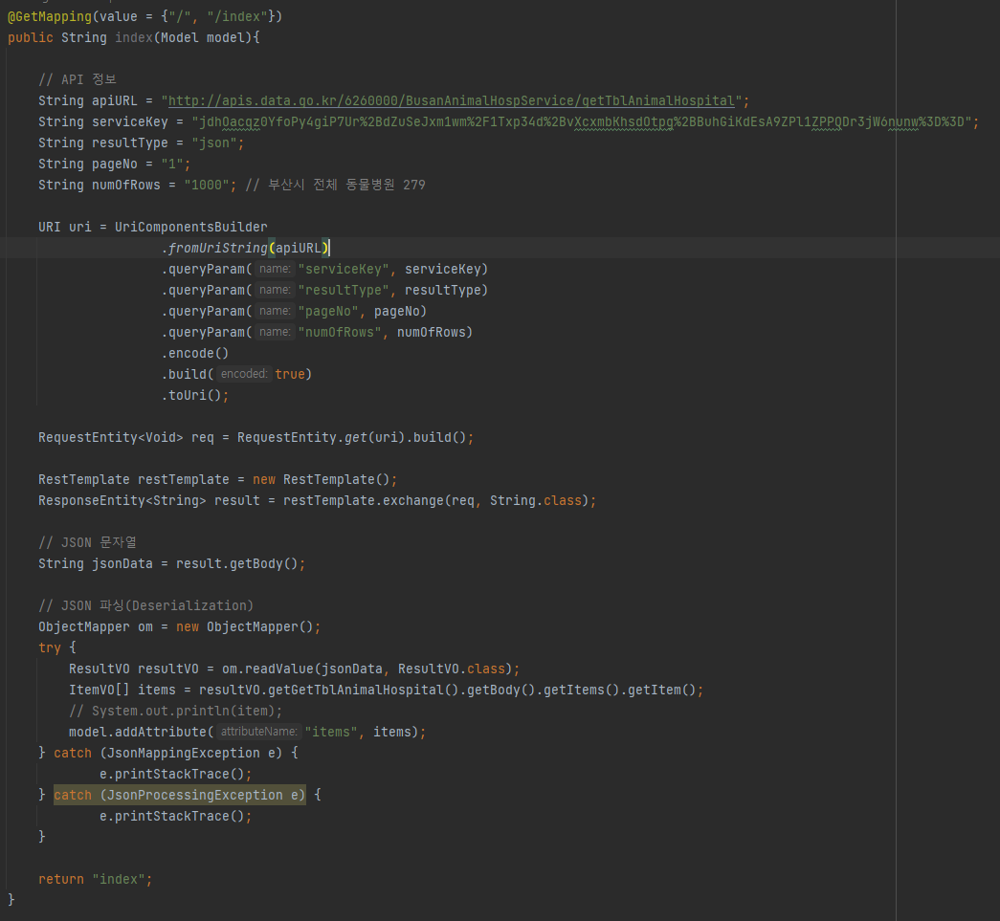 @GetMapping(value = {"/", "/index"})
public String index(Model model){
// API 정보
String apiURL = "http://apis.data.go.kr/6260000/BusanAnimalHospService/getTblAnimalHospital";
String serviceKey = "jdhOacqz0YfoPy4giP7Ur%2BdZuSeJxm1wm%2F1Txp34d%2BvXcxmbKhsdOtpg%2BBuhGiKdEsA9ZPl1ZPPQDr3jW6nunw%3D%3D";
String resultType = "json";
String pageNo = "1";
String numOfRows = "1000"; // 부산시 전체 동물병원 279
URI uri = UriComponentsBuilder
.fromUriString(apiURL)
.queryParam( name: "serviceKey", serviceKey)
.queryParam( name: "resultType", resultType)
.queryParam( name: "pageNo", pageNo)
.queryParam( name: "numOfRows", numOfRows)
.encode()
.build( encoded: true)
.toUri();
RequestEntity<Void> req = RequestEntity.get(uri).build();
RestTemplate restTemplate = new RestTemplate();
ResponseEntity<String> result = restTemplate.exchange(req, String.class);
// JSON 문자열
String jsonData = result.getBody();
// JSON 파싱(Deserialization)
ObjectMapper om = new ObjectMapper();
try {
ResultVO resultVO = om.readValue(jsonData, ResultVO.class);
ItemVO[] items = resultVO.getGetTblAnimalHospital().getBody().getItems().getItem();
// System.out.println(item);
model.addAttribute( attributeName: "items", items);
} catch (JsonMappingException e) {
e.printStackTrace();
} catch (JsonProcessingException e) {
e.printStackTrace();
}
return "index";
}